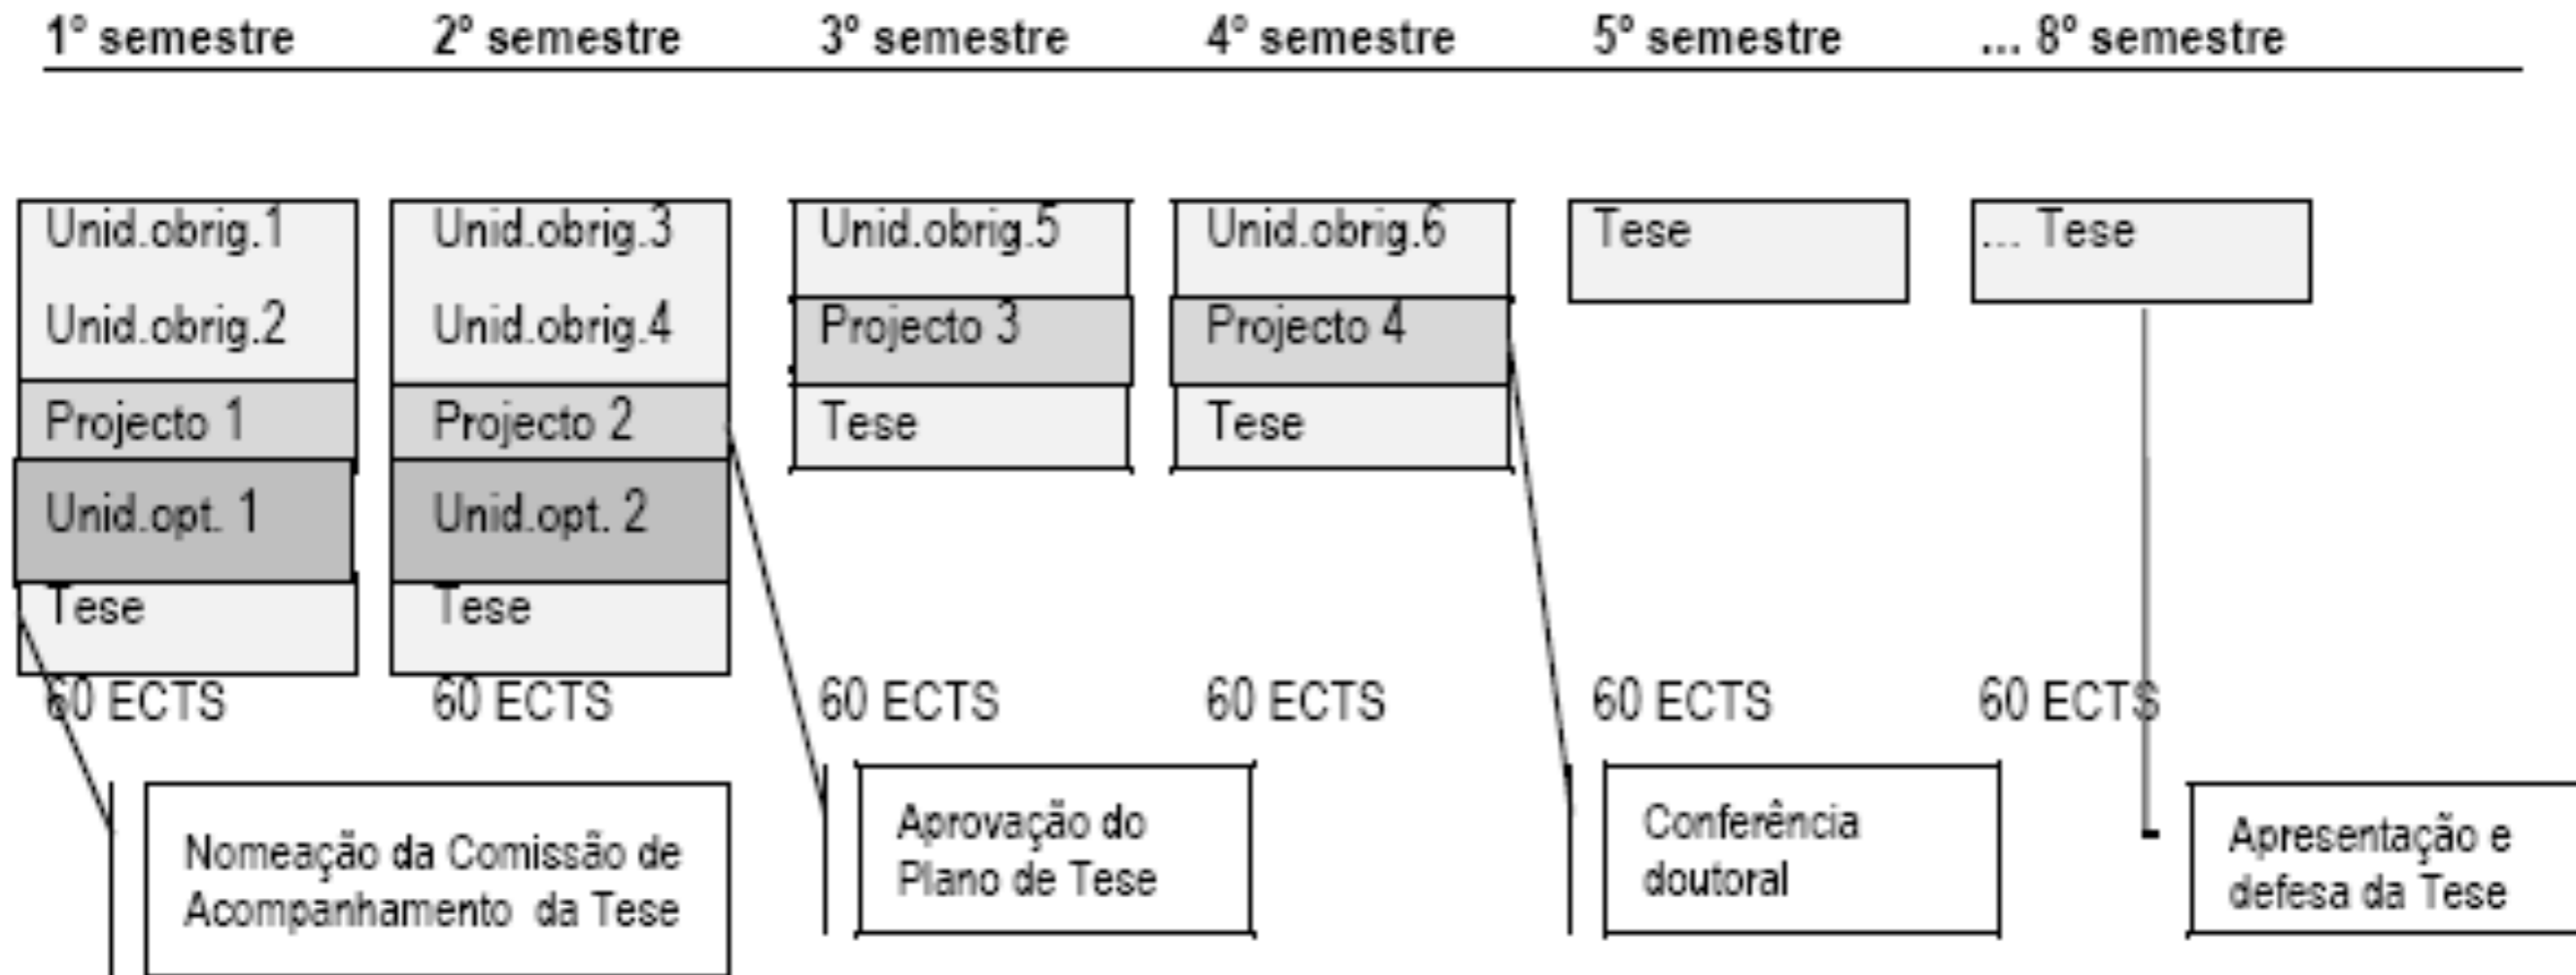 1º semestre 2º semestre 3º semestre 4º semestre 5º semestre ... 8º semestre
Unid.obrig.1 Unid.obrig.3 Unid.obrig.5 Unid.obrig.6 Tese ... Tese
Unid.obrig.2 Unid.obrig.4 Projecto 3 Projecto 4
Projecto 1 Projecto 2 Tese Tese
Unid.opt. 1 Unid.opt. 2
Tese Tese
60 ECTS 60 ECTS 60 ECTS 60 ECTS 60 ECTS 60 ECTS
Nomeação da Comissão de
Acompanhamento da Tese
Aprovação do
Plano de Tese
Conferência
doutoral
Apresentação e
defesa da Tese